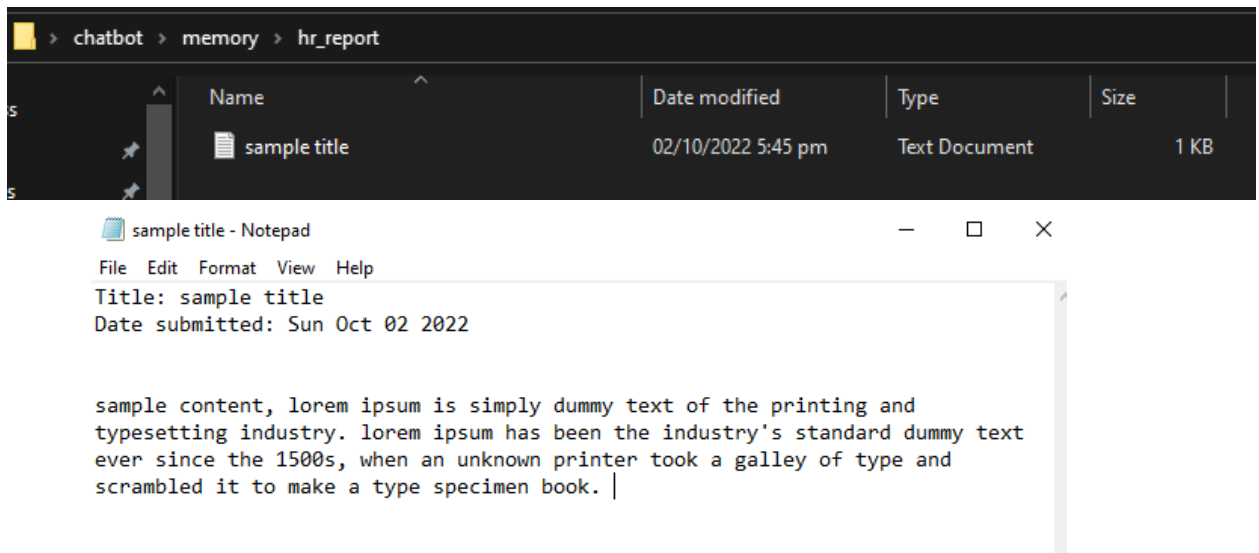 chatbot > memory > hr_report
Name Date modified Type Size
sample title 02/10/2022 5:45 pm Text Document 1 KB
sample title - Notepad
File Edit Format View Help
Title: sample title
Date submitted: Sun Oct 02 2022
sample content, lorem ipsum is simply dummy text of the printing and
typesetting industry. lorem ipsum has been the industry's standard dummy text
ever since the 1500s, when an unknown printer took a galley of type and
scrambled it to make a type specimen book.